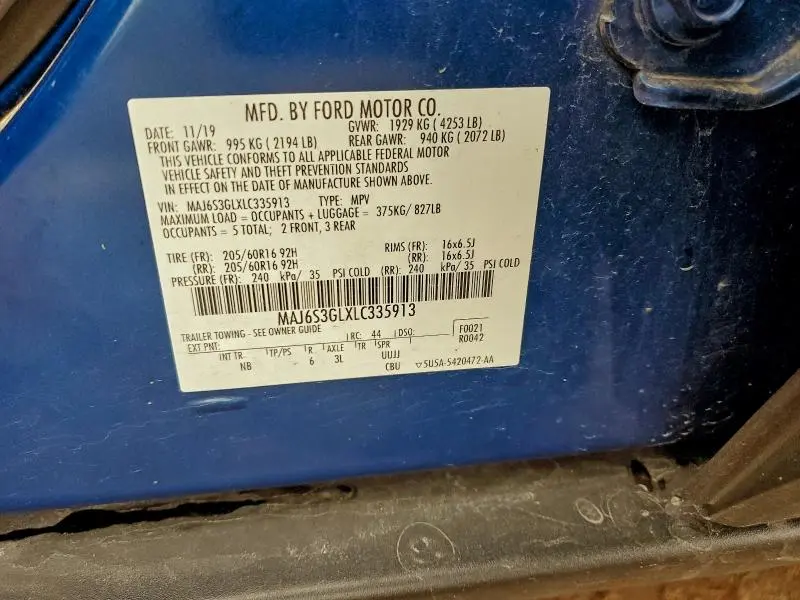 MFD. BY FORD MOTOR CO.
DATE: 11/19 GVWR: 1929 KG ( 4253 LB)
FRONT GAWR: 995 KG ( 2194 LB) REAR GAWR: 940 KG ( 2072 LB)
THIS VEHICLE CONFORMS TO ALL APPLICABLE FEDERAL MOTOR
VEHICLE SAFETY AND THEFT PREVENTION STANDARDS
IN EFFECT ON THE DATE OF MANUFACTURE SHOWN ABOVE.
VIN: MAJ6S3GLXLC335913 TYPE: MPV
MAXIMUM LOAD = OCCUPANTS + LUGGAGE = 375KG/ 827LB
OCCUPANTS = 5 TOTAL; 2 FRONT, 3 REAR
TIRE (FR): 205/60R16 92H RIMS (FR): 16x6.5J
(RR): 205/60R16 92H (RR): 16x6.5J
PRESSURE (FR): 240 kPa/ 35 PSI COLD (RR): 240 kPa/ 35 PSI COLD
MAJ6S3GLXLC335913
TRAILER TOWING - SEE OWNER GUIDE
EXT PNT: RC: 44 DSO: F0021
R0042
INT TR TP/PS R AXLE TR SPR
NB 6 3L UUJJ
CBU 5U5A-5420472-AA